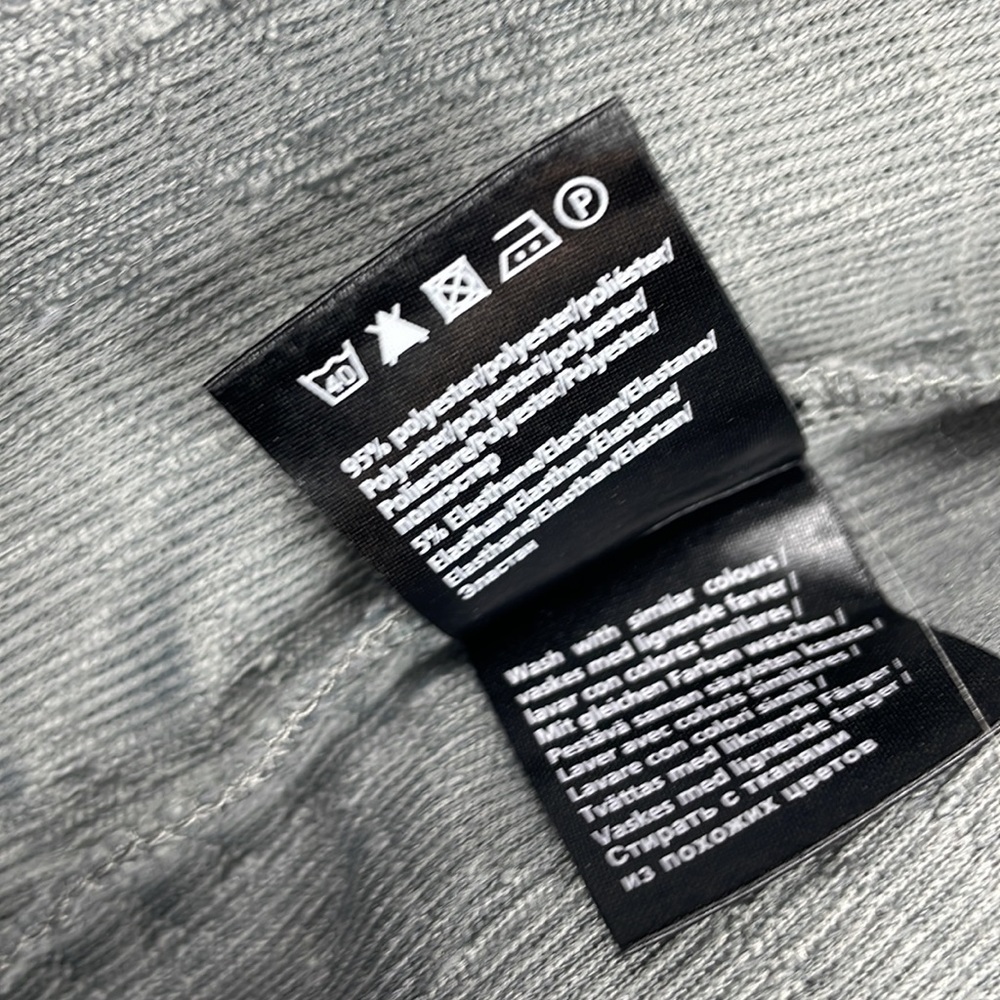 40
P
95% polyester/polyester/poliéster/
Polyester/polyesteri/polyester/
Poliestere/Polyester/Polyester/
полиэстер
5% Elasthane/Elasthan/Elastano/
Elasthan/Elasthan/Élastane/
Elasthane/Elasthan/Elastan/
Эластан
Wash with similar colours /
vaskes med lignende farver /
lavar con colores similares /
Mit gleichen Farben waschen /
Pestävä saman sävyisten kanssa /
Laver avec coloris similaires /
Lavare con colori simili /
Tvättas med liknande färger /
Vaskes med lignende farger /
Стирать с тканями
из похожих цветов